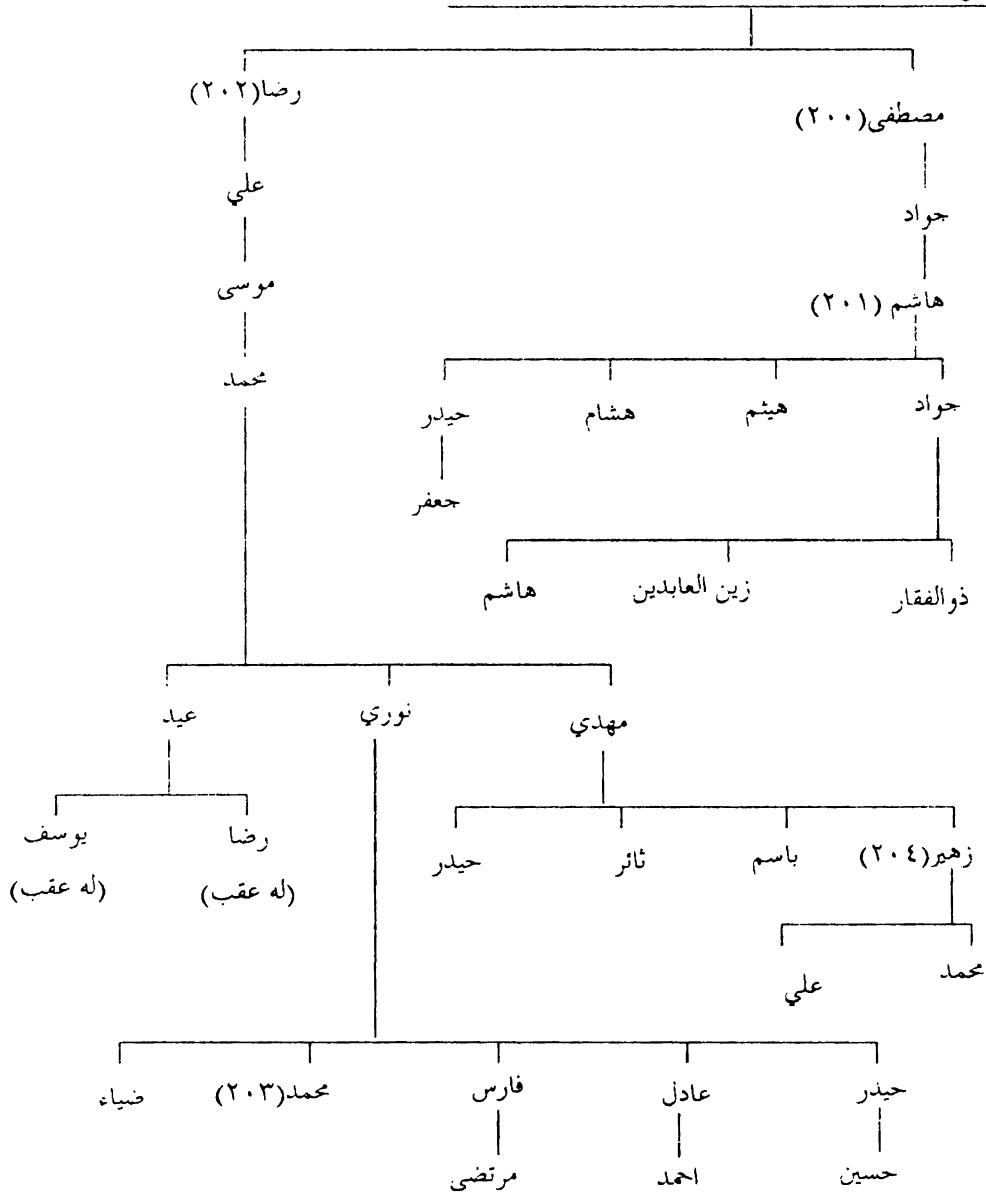 رضا(٢٠٢)
مصطفى(٢٠٠)
علي
جواد
موسى
هاشم (٢٠١)
محمد
جواد هيثم هشام حيدر
جعفر
ذوالفقار زين العابدين هاشم
مهدي نوري عيد
زهير(٢٠٤) باسم ثائر حيدر رضا يوسف
(له عقب) (له عقب)
محمد علي
حيذر عادل فارس محمد(٢٠٣) ضياء
حسين احمد مرتضى